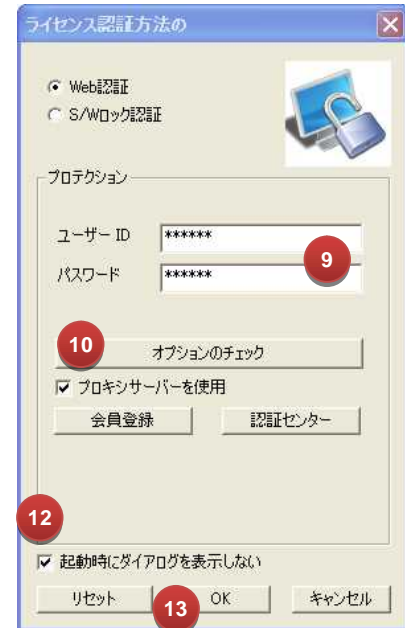 ライセンス認証方法の
Web認証
S/Wロック認証
プロテクション
ユーザー ID ******
9
パスワード ******
10
オプションのチェック
プロキシサーバーを使用
会員登録 認証センター
12
起動時にダイアログを表示しない
リセット 13 OK キャンセル